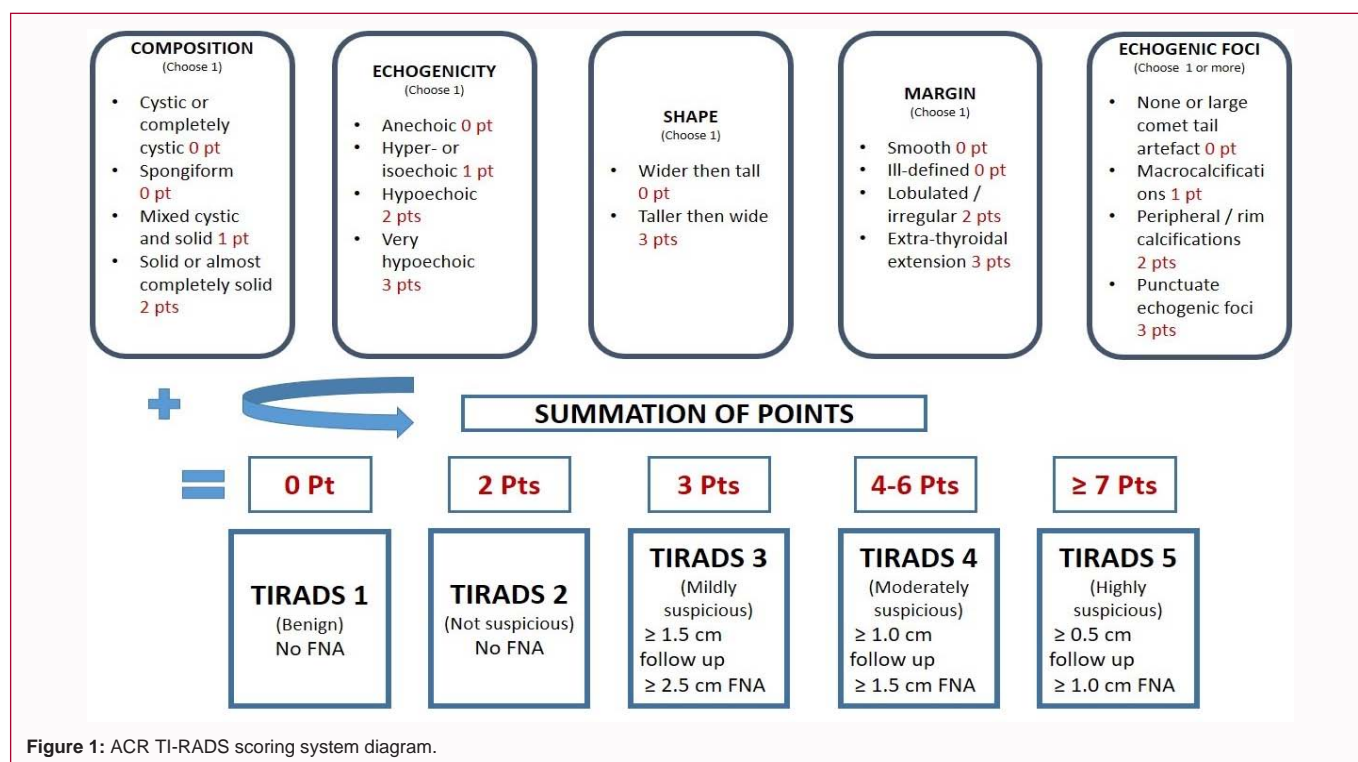 COMPOSITION
(Choose 1)
• Cystic or
completely
cystic 0 pt
• Spongiform
0 pt
• Mixed cystic
and solid 1 pt
• Solid or almost
completely solid
2 pts
ECHOGENICITY
(Choose 1)
• Anechoic 0 pt
• Hyper- or
isoechoic 1 pt
• Hypoechoic
2 pts
• Very
hypoechoic
3 pts
SHAPE
(Choose 1)
• Wider then tall
0 pt
• Taller then wide
3 pts
MARGIN
(Choose 1)
• Smooth 0 pt
• Ill-defined 0 pt
• Lobulated /
irregular 2 pts
• Extra-thyroidal
extension 3 pts
ECHOGENIC FOCI
(Choose 1 or more)
• None or large
comet tail
artefact 0 pt
• Macrocalcificati
ons 1 pt
• Peripheral / rim
calcifications
2 pts
• Punctuate
echogenic foci
3 pts
SUMMATION OF POINTS
0 Pt
2 Pts
3 Pts
4-6 Pts
≥ 7 Pts
TIRADS 1
(Benign)
No FNA
TIRADS 2
(Not suspicious)
No FNA
TIRADS 3
(Mildly
suspicious)
≥ 1.5 cm
follow up
≥ 2.5 cm FNA
TIRADS 4
(Moderately
suspicious)
≥ 1.0 cm
follow up
≥ 1.5 cm FNA
TIRADS 5
(Highly
suspicious)
≥ 0.5 cm
follow up
≥ 1.0 cm FNA
Figure 1: ACR TI-RADS scoring system diagram.